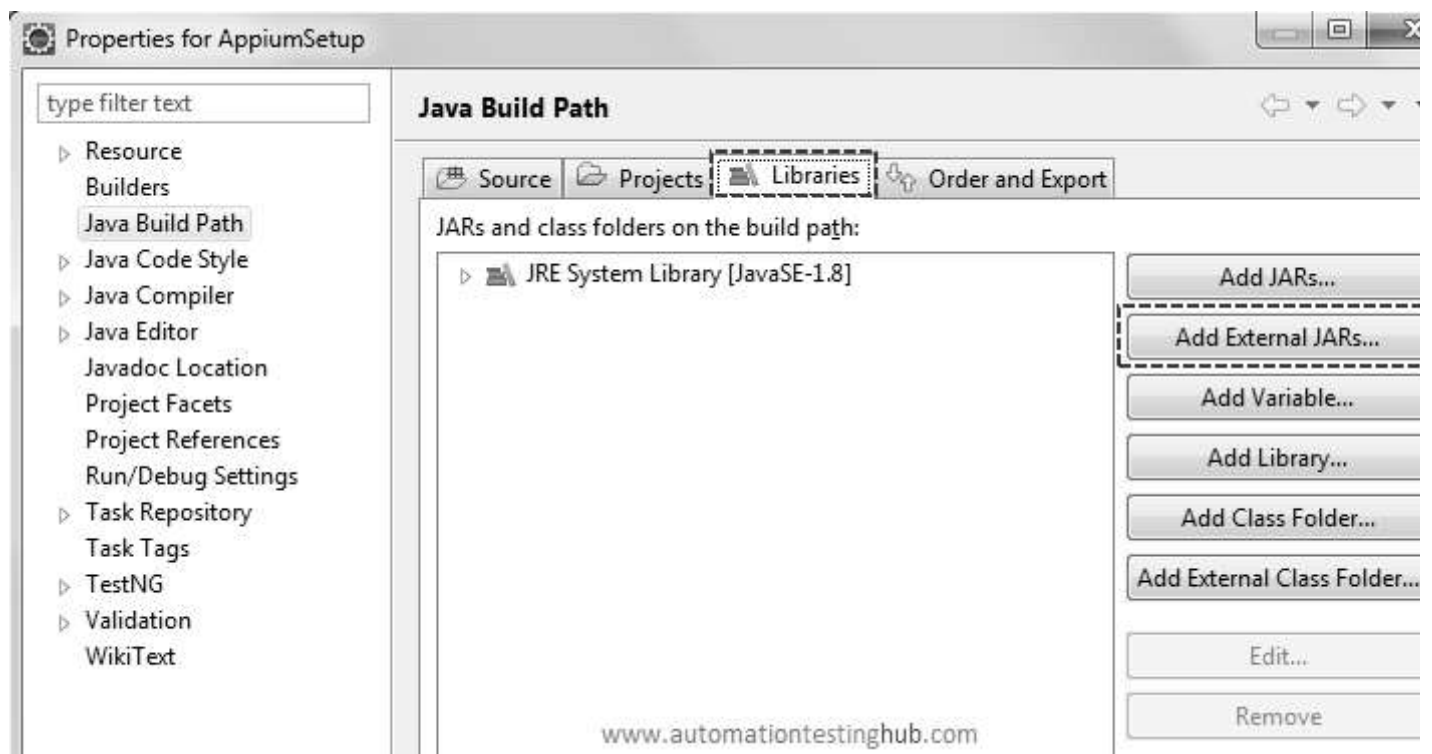 Properties for AppiumSetup
type filter text
Resource
Builders
Java Build Path
Java Code Style
Java Compiler
Java Editor
Javadoc Location
Project Facets
Project References
Run/Debug Settings
Task Repository
Task Tags
TestNG
Validation
WikiText
Java Build Path
Source Projects Libraries Order and Export
JARs and class folders on the build path:
JRE System Library [JavaSE-1.8]
Add JARs...
Add External JARs...
Add Variable...
Add Library...
Add Class Folder...
Add External Class Folder...
Edit...
Remove
www.automationtestinghub.com